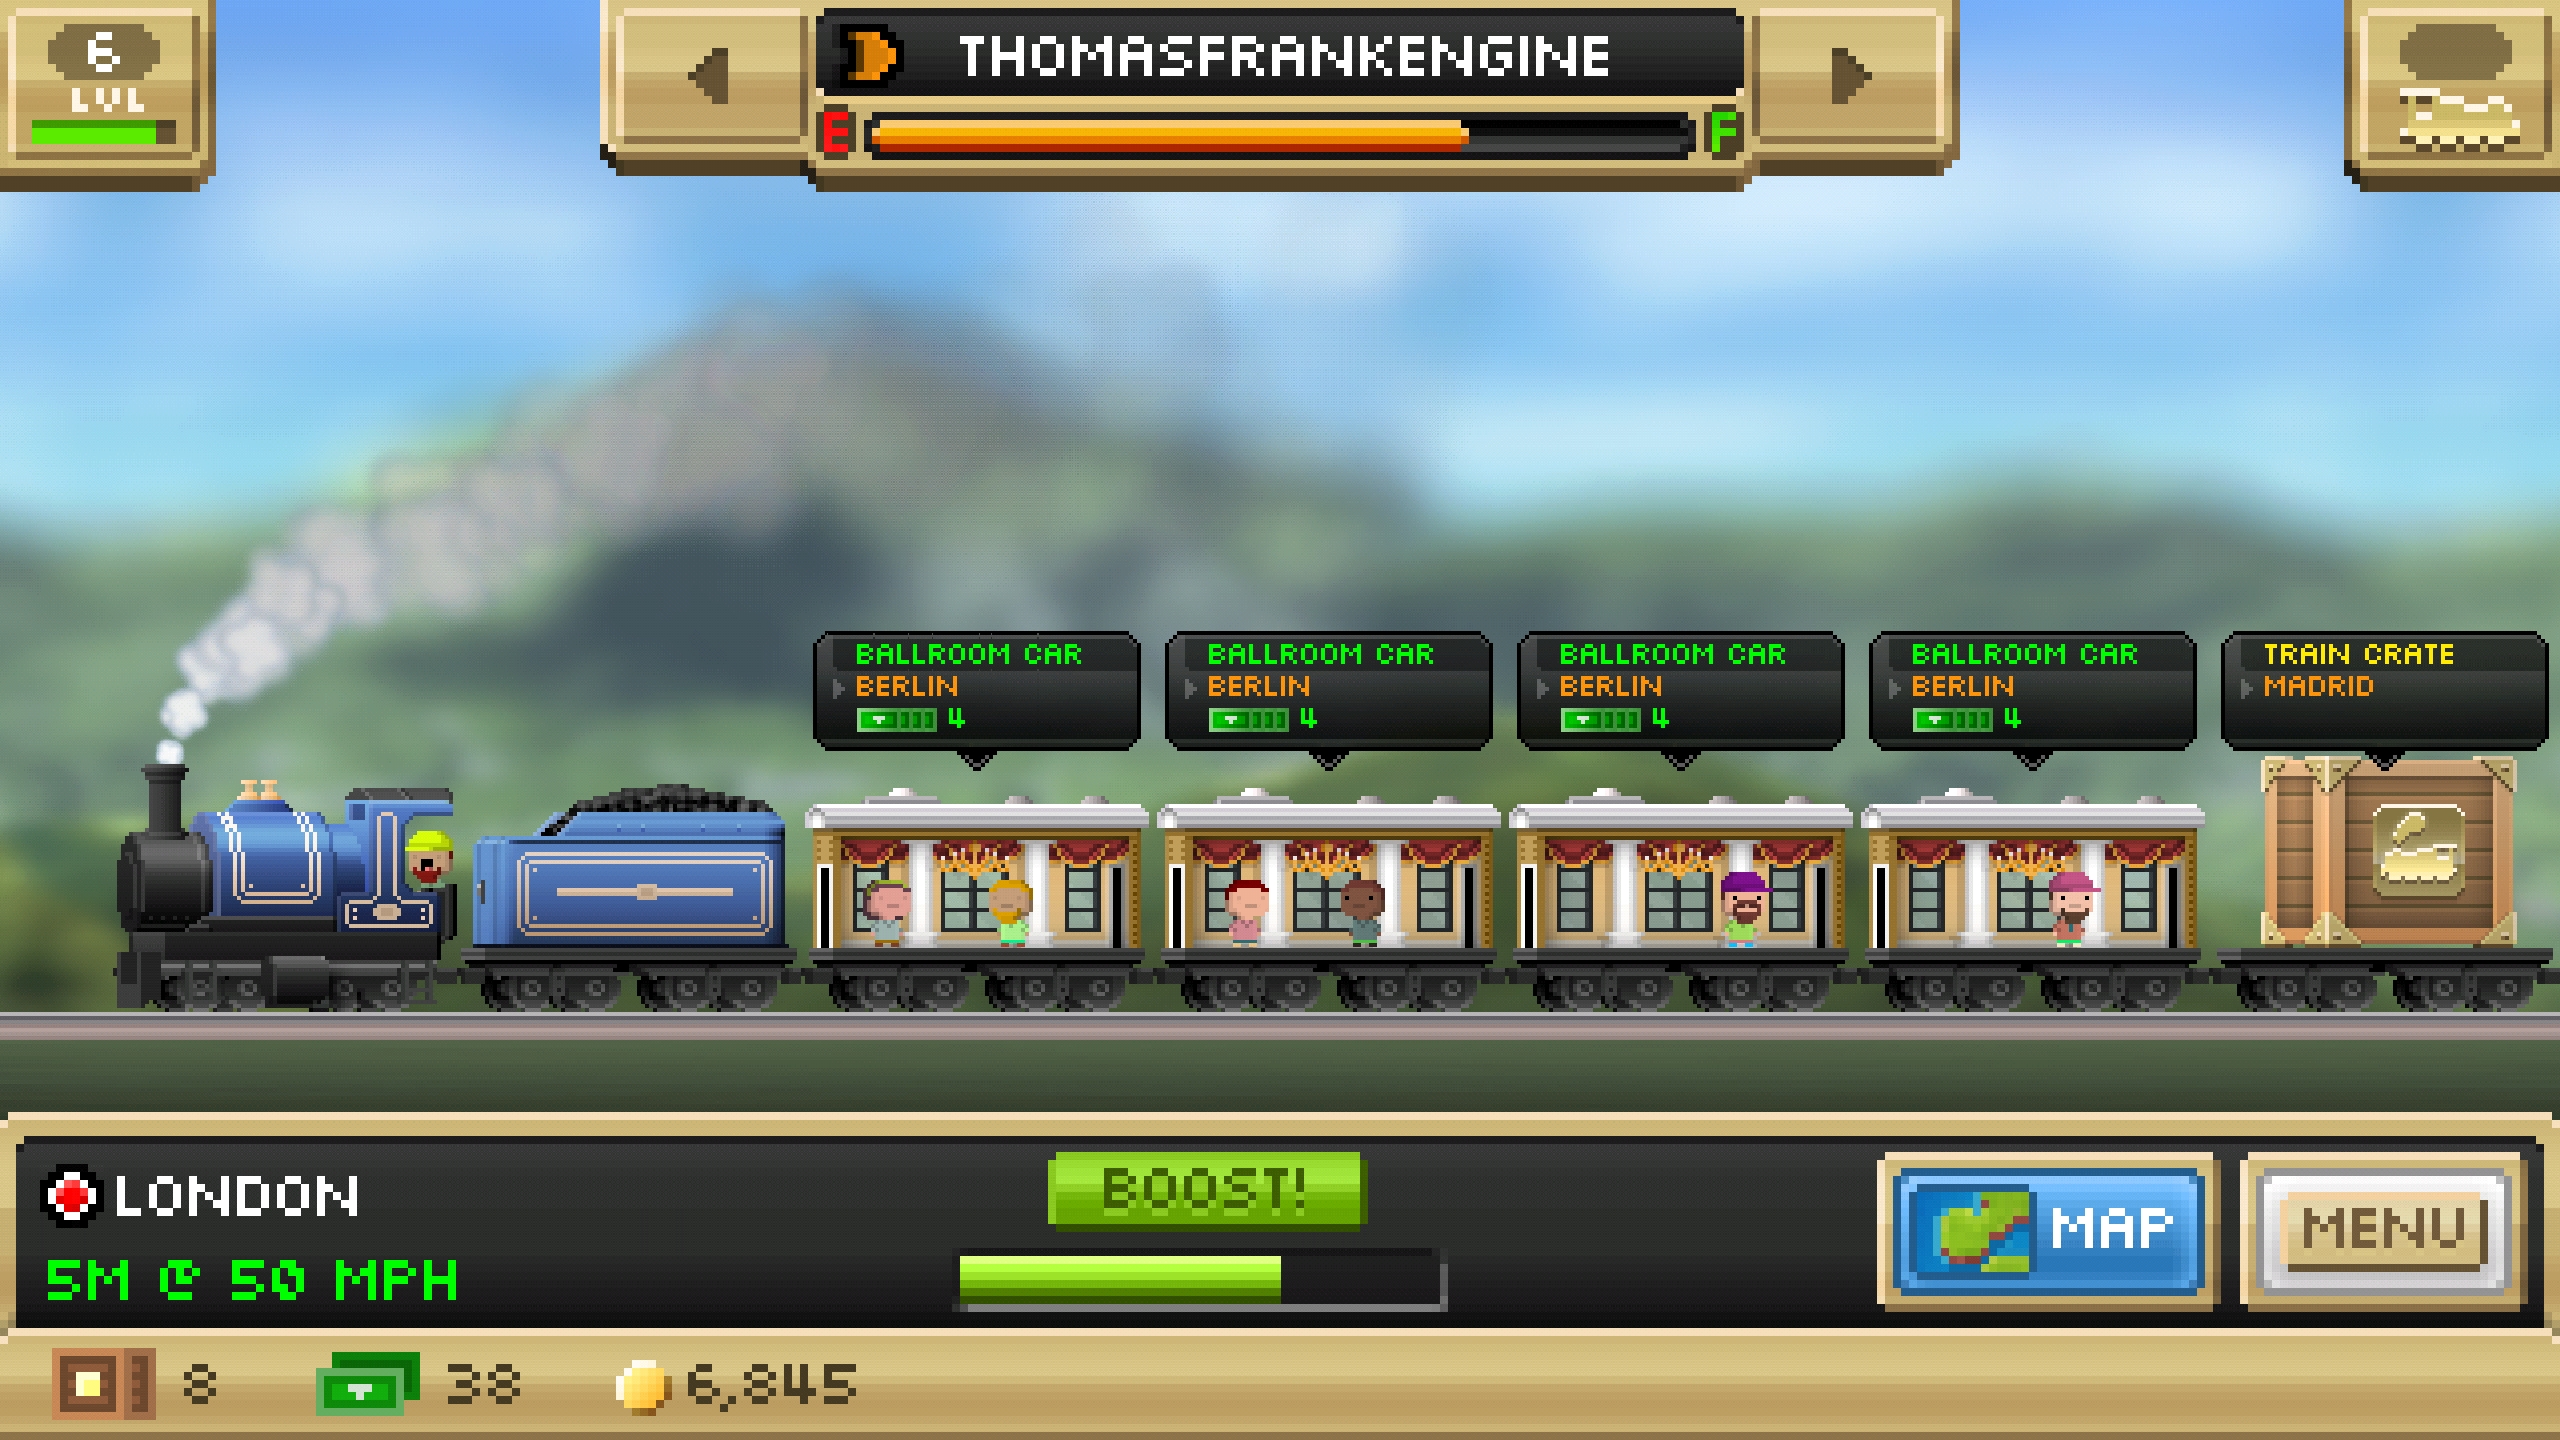 6
LVL
THOMASFRANKENGINE
E F
BALLROOM CAR
BERLIN
4
BALLROOM CAR
BERLIN
4
BALLROOM CAR
BERLIN
4
BALLROOM CAR
BERLIN
4
TRAIN CRATE
MADRID
LONDON
5M @ 50 MPH
BOOST!
MAP
MENU
8 38 6,845